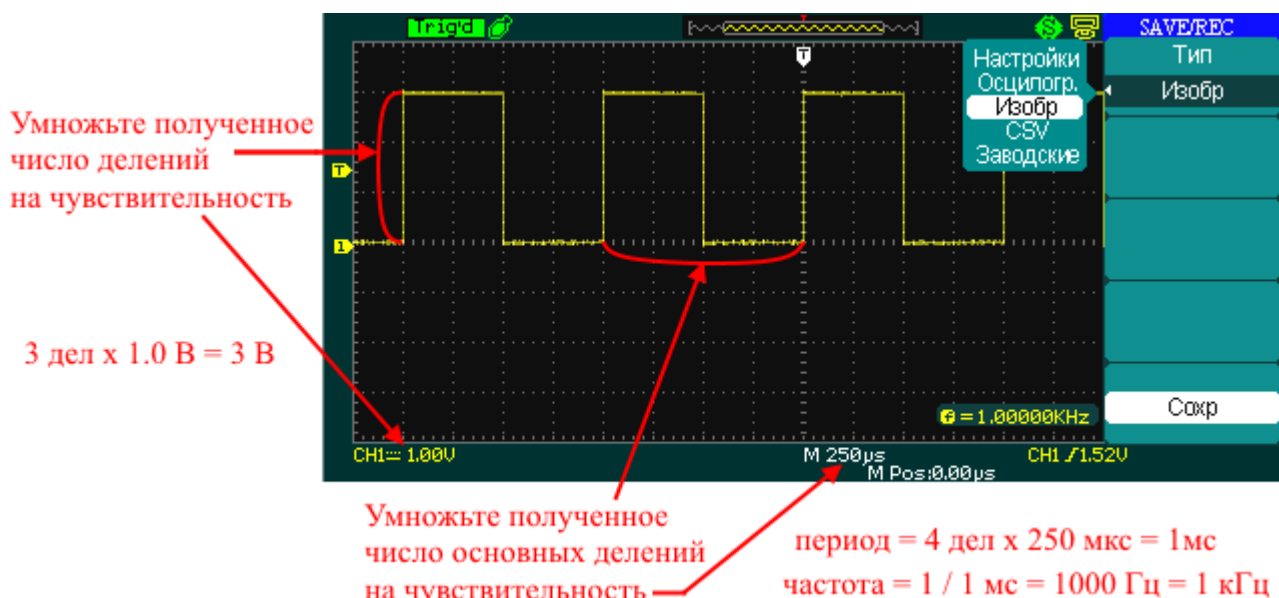 Trig'd
SAVE/REC
Тип
Изобр
Настройки
Осцилогр.
Изобр
CSV
Заводские
Умножьте полученное
число делений
на чувствительность
3 дел x 1.0 В = 3 В
f = 1.00000KHz
Сохр
CH1 1.00V
M 250µs
CH1 /1.52V
M Pos:0.00µs
Умножьте полученное
число основных делений
на чувствительность
период = 4 дел x 250 мкс = 1мс
частота = 1 / 1 мс = 1000 Гц = 1 кГц
T
S
T
1